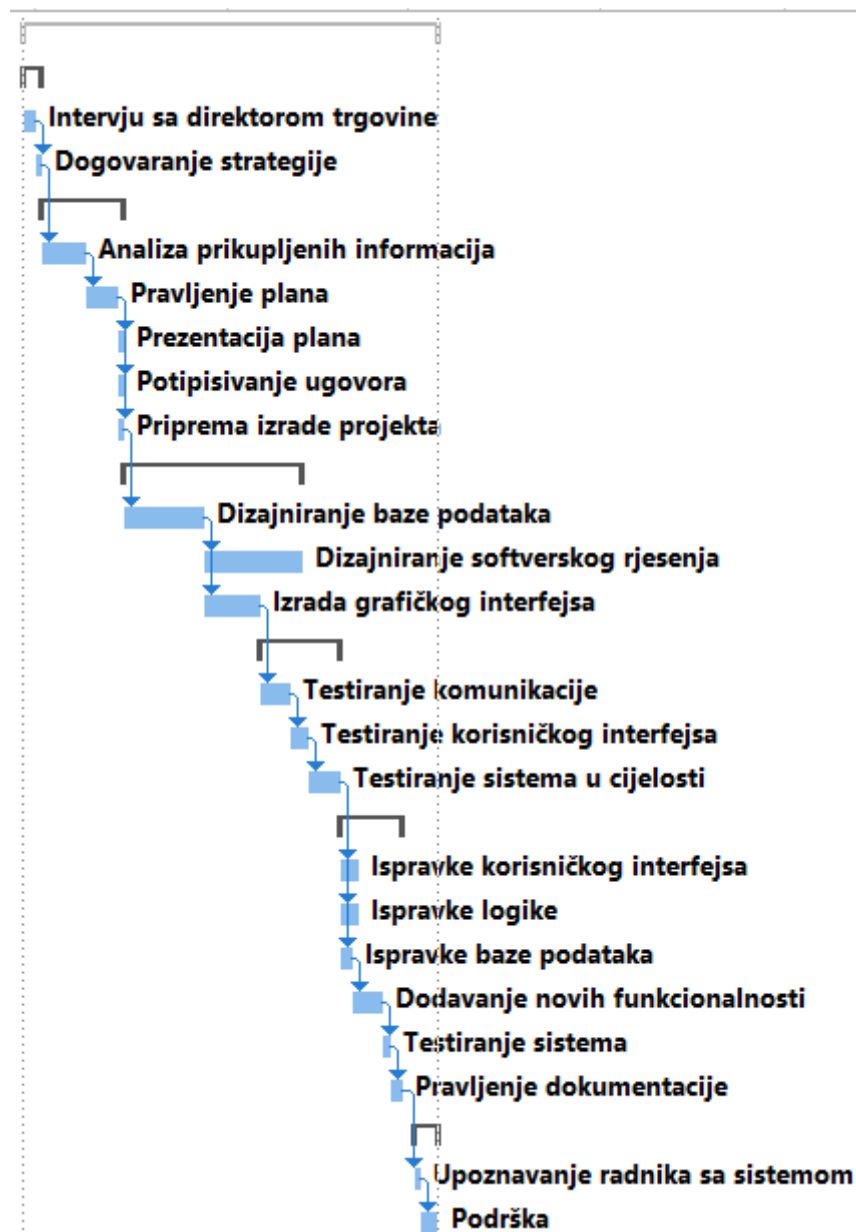 Intervju sa direktorom trgovine
Dogovaranje strategije
Analiza prikupljenih informacija
Pravljenje plana
Prezentacija plana
Potipisivanje ugovora
Priprema izrade projekta
Dizajniranje baze podataka
Dizajniranje softverskog rjesenja
Izrada grafičkog interfejsa
Testiranje komunikacije
Testiranje korisničkog interfejsa
Testiranje sistema u cijelosti
Ispravke korisničkog interfejsa
Ispravke logike
Ispravke baze podataka
Dodavanje novih funkcionalnosti
Testiranje sistema
Pravljenje dokumentacije
Upoznavanje radnika sa sistemom
Podrška